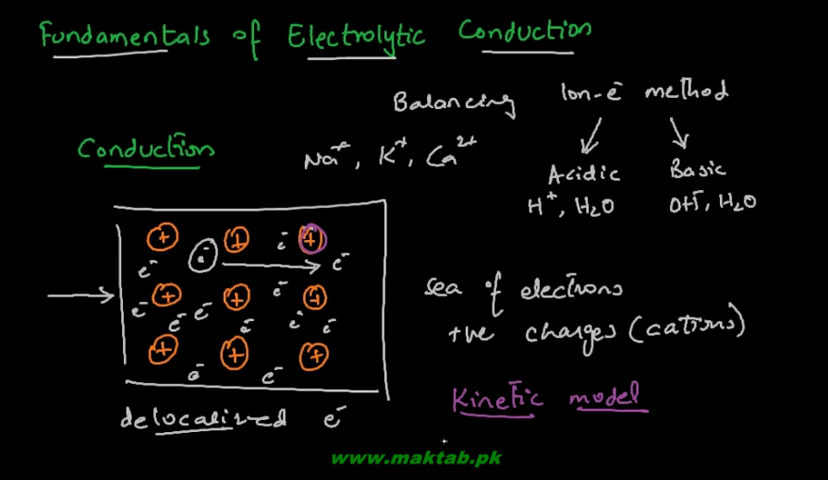 Fundamentals of Electrolytic Conduction
Balancing Ion-e⁻ method
Conduction
Na⁺, K⁺, Ca²⁺
Acidic Basic
H⁺, H₂O OH⁻, H₂O
+ + +
e⁻ e⁻ e⁻ e⁻
+ + +
e⁻ e⁻ e⁻ e⁻ e⁻ e⁻ e⁻
+ + +
e⁻ e⁻
sea of electrons
+ve charges (cations)
Kinetic model
delocalized e⁻
www.maktab.pk